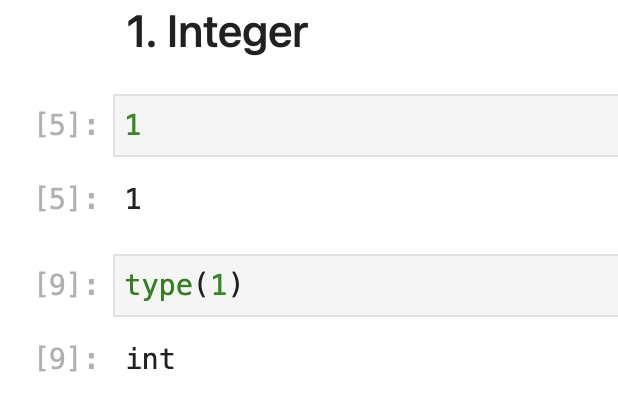 1. Integer
[5]: 1
[5]: 1
[9]: type(1)
[9]: int